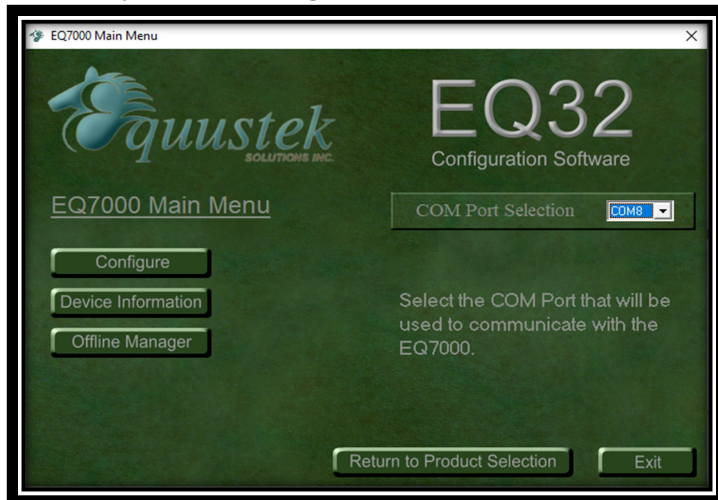 EQ7000 Main Menu
Equustek
SOLUTIONS INC.
EQ32
Configuration Software
EQ7000 Main Menu
COM Port Selection COM8
Configure
Device Information
Offline Manager
Select the COM Port that will be
used to communicate with the
EQ7000.
Return to Product Selection
Exit